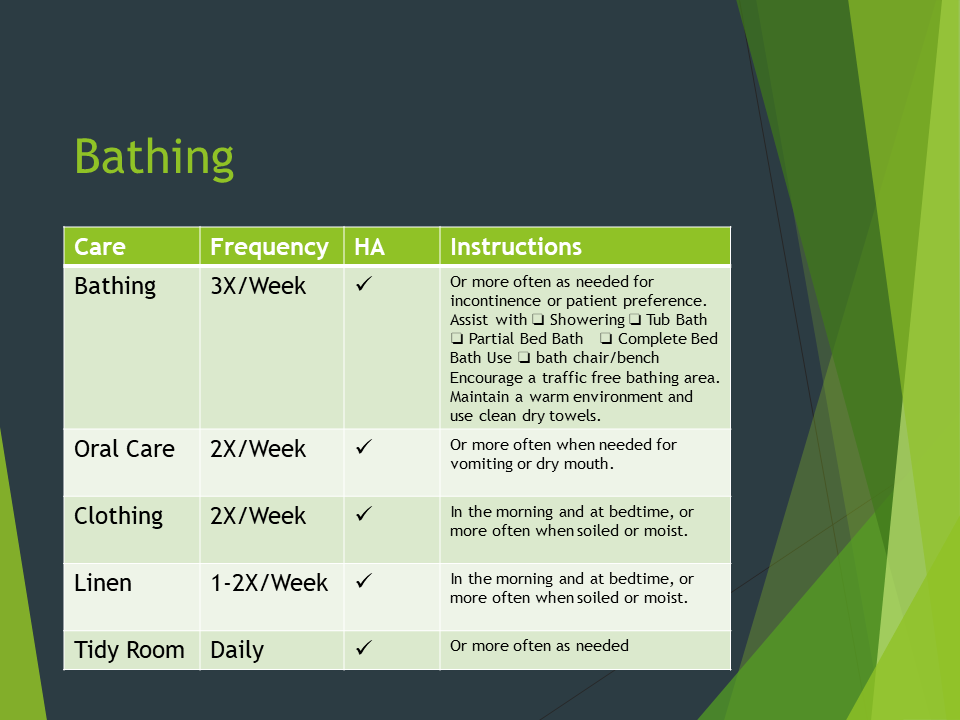 Bathing
Care Frequency HA Instructions
Bathing 3X/Week ✓ Or more often as needed for
incontinence or patient preference.
Assist with ❑ Showering ❑ Tub Bath
❑ Partial Bed Bath ❑ Complete Bed
Bath Use ❑ bath chair/bench
Encourage a traffic free bathing area.
Maintain a warm environment and
use clean dry towels.
Oral Care 2X/Week ✓ Or more often when needed for
vomiting or dry mouth.
Clothing 2X/Week ✓ In the morning and at bedtime, or
more often when soiled or moist.
Linen 1-2X/Week ✓ In the morning and at bedtime, or
more often when soiled or moist.
Tidy Room Daily ✓ Or more often as needed